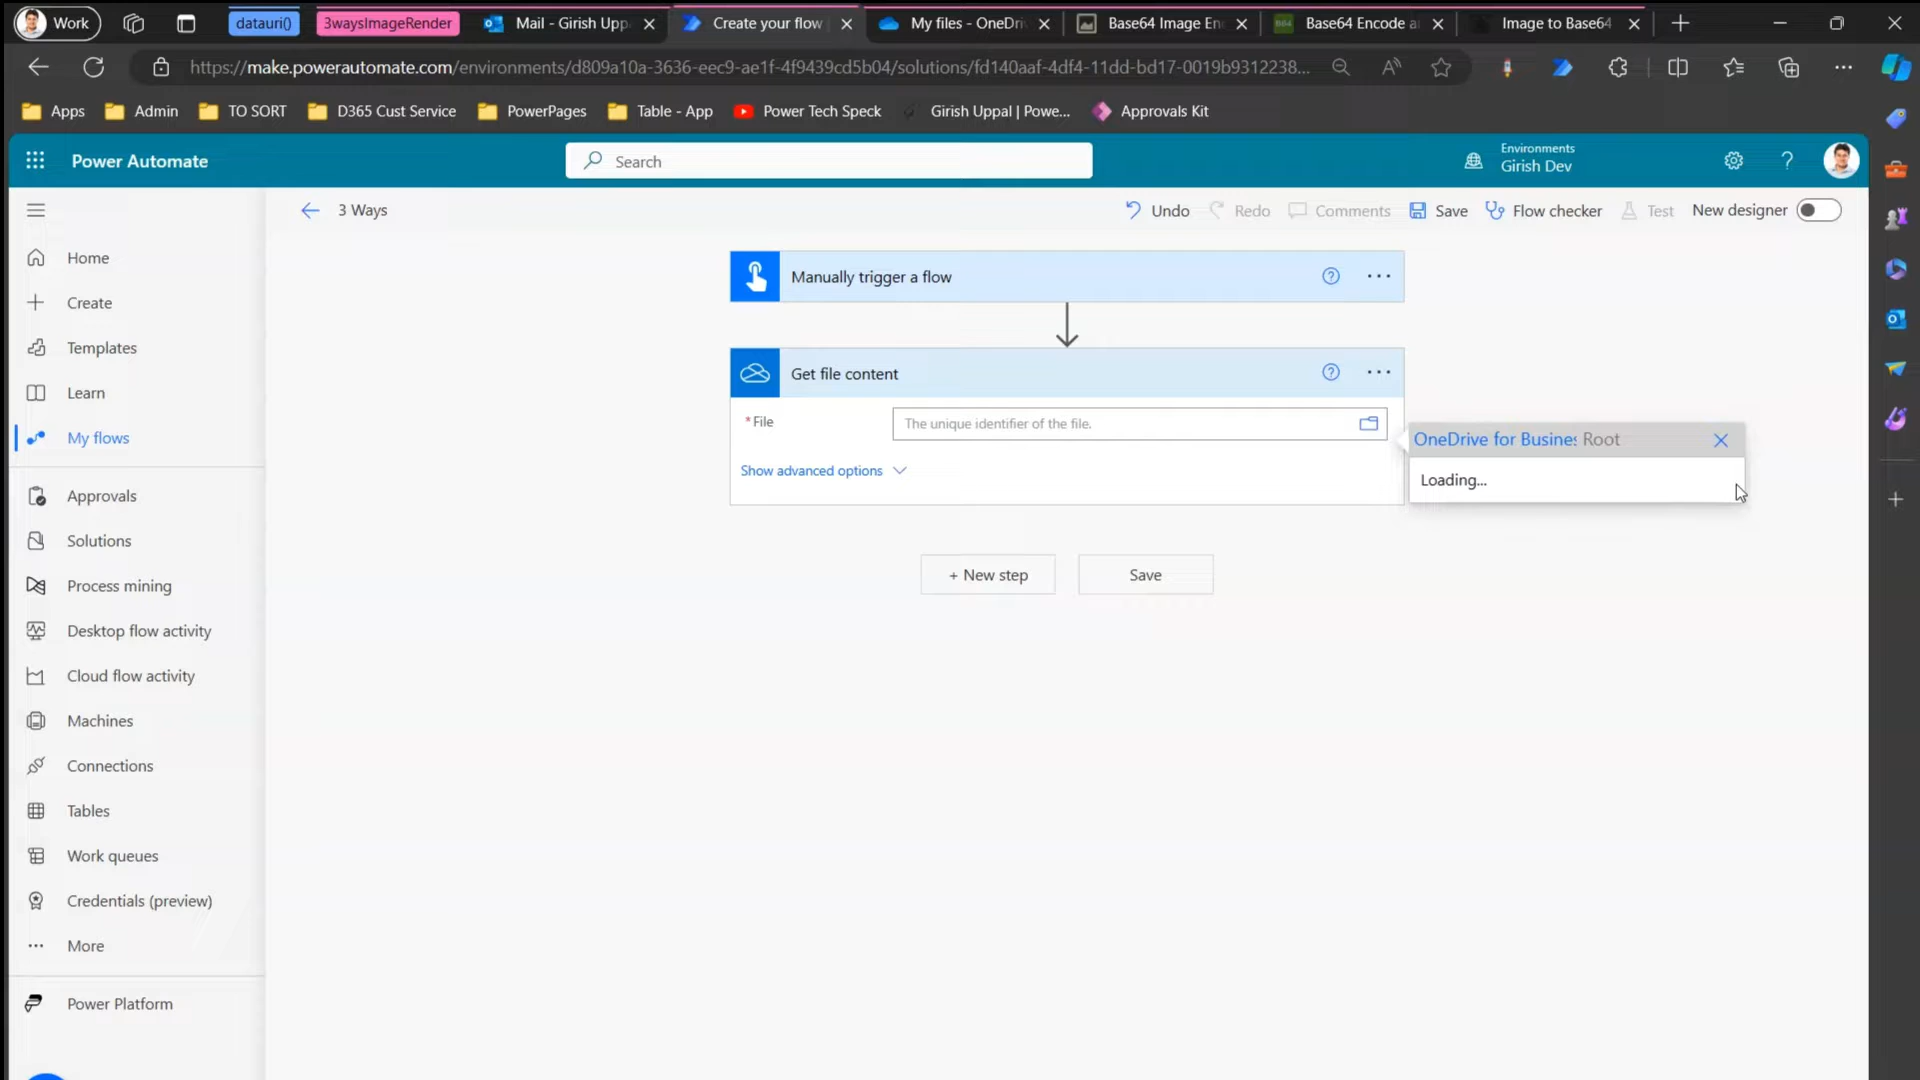 Work
datauri()
3waysImageRender
Mail - Girish Upp
Create your flow
My files - OneDri
Base64 Image En
Base64 Encode a
Image to Base64
https://make.powerautomate.com/environments/d809a10a-3636-eec9-ae1f-4f9439cd5b04/solutions/fd140aaf-4df4-11dd-bd17-0019b9312238...
Apps
Admin
TO SORT
D365 Cust Service
PowerPages
Table - App
Power Tech Speck
Girish Uppal | Powe...
Approvals Kit
Power Automate
Search
Environments
Girish Dev
3 Ways
Undo
Redo
Comments
Save
Flow checker
Test
New designer
Home
Create
Templates
Learn
My flows
Approvals
Solutions
Process mining
Desktop flow activity
Cloud flow activity
Machines
Connections
Tables
Work queues
Credentials (preview)
More
Power Platform
Manually trigger a flow
Get file content
* File
The unique identifier of the file.
Show advanced options
OneDrive for Busines Root
Loading...
+ New step
Save